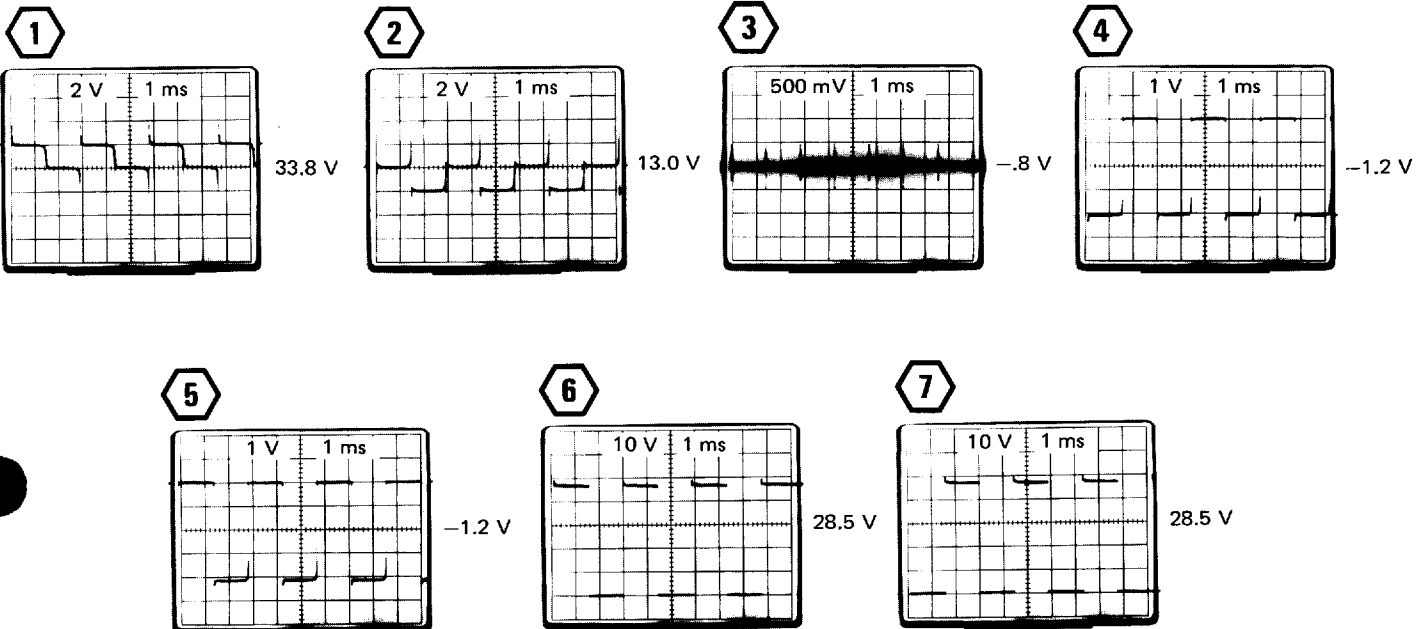 1
2 V 1 ms
33.8 V
2
2 V 1 ms
13.0 V
3
500 mV 1 ms
–.8 V
4
1 V 1 ms
–1.2 V
5
1 V 1 ms
–1.2 V
6
10 V 1 ms
28.5 V
7
10 V 1 ms
28.5 V